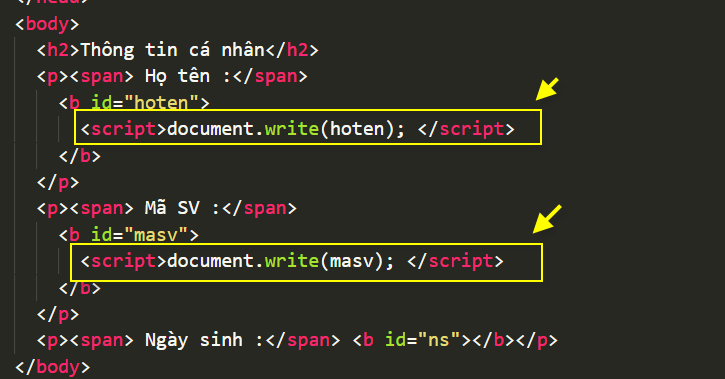 </head>
<body>
<h2>Thông tin cá nhân</h2>
<p><span> Họ tên :</span>
<b id="hoten">
<script>document.write(hoten); </script>
</b>
</p>
<p><span> Mã SV :</span>
<b id="masv">
<script>document.write(masv); </script>
</b>
</p>
<p><span> Ngày sinh :</span> <b id="ns"></b></p>
</body>